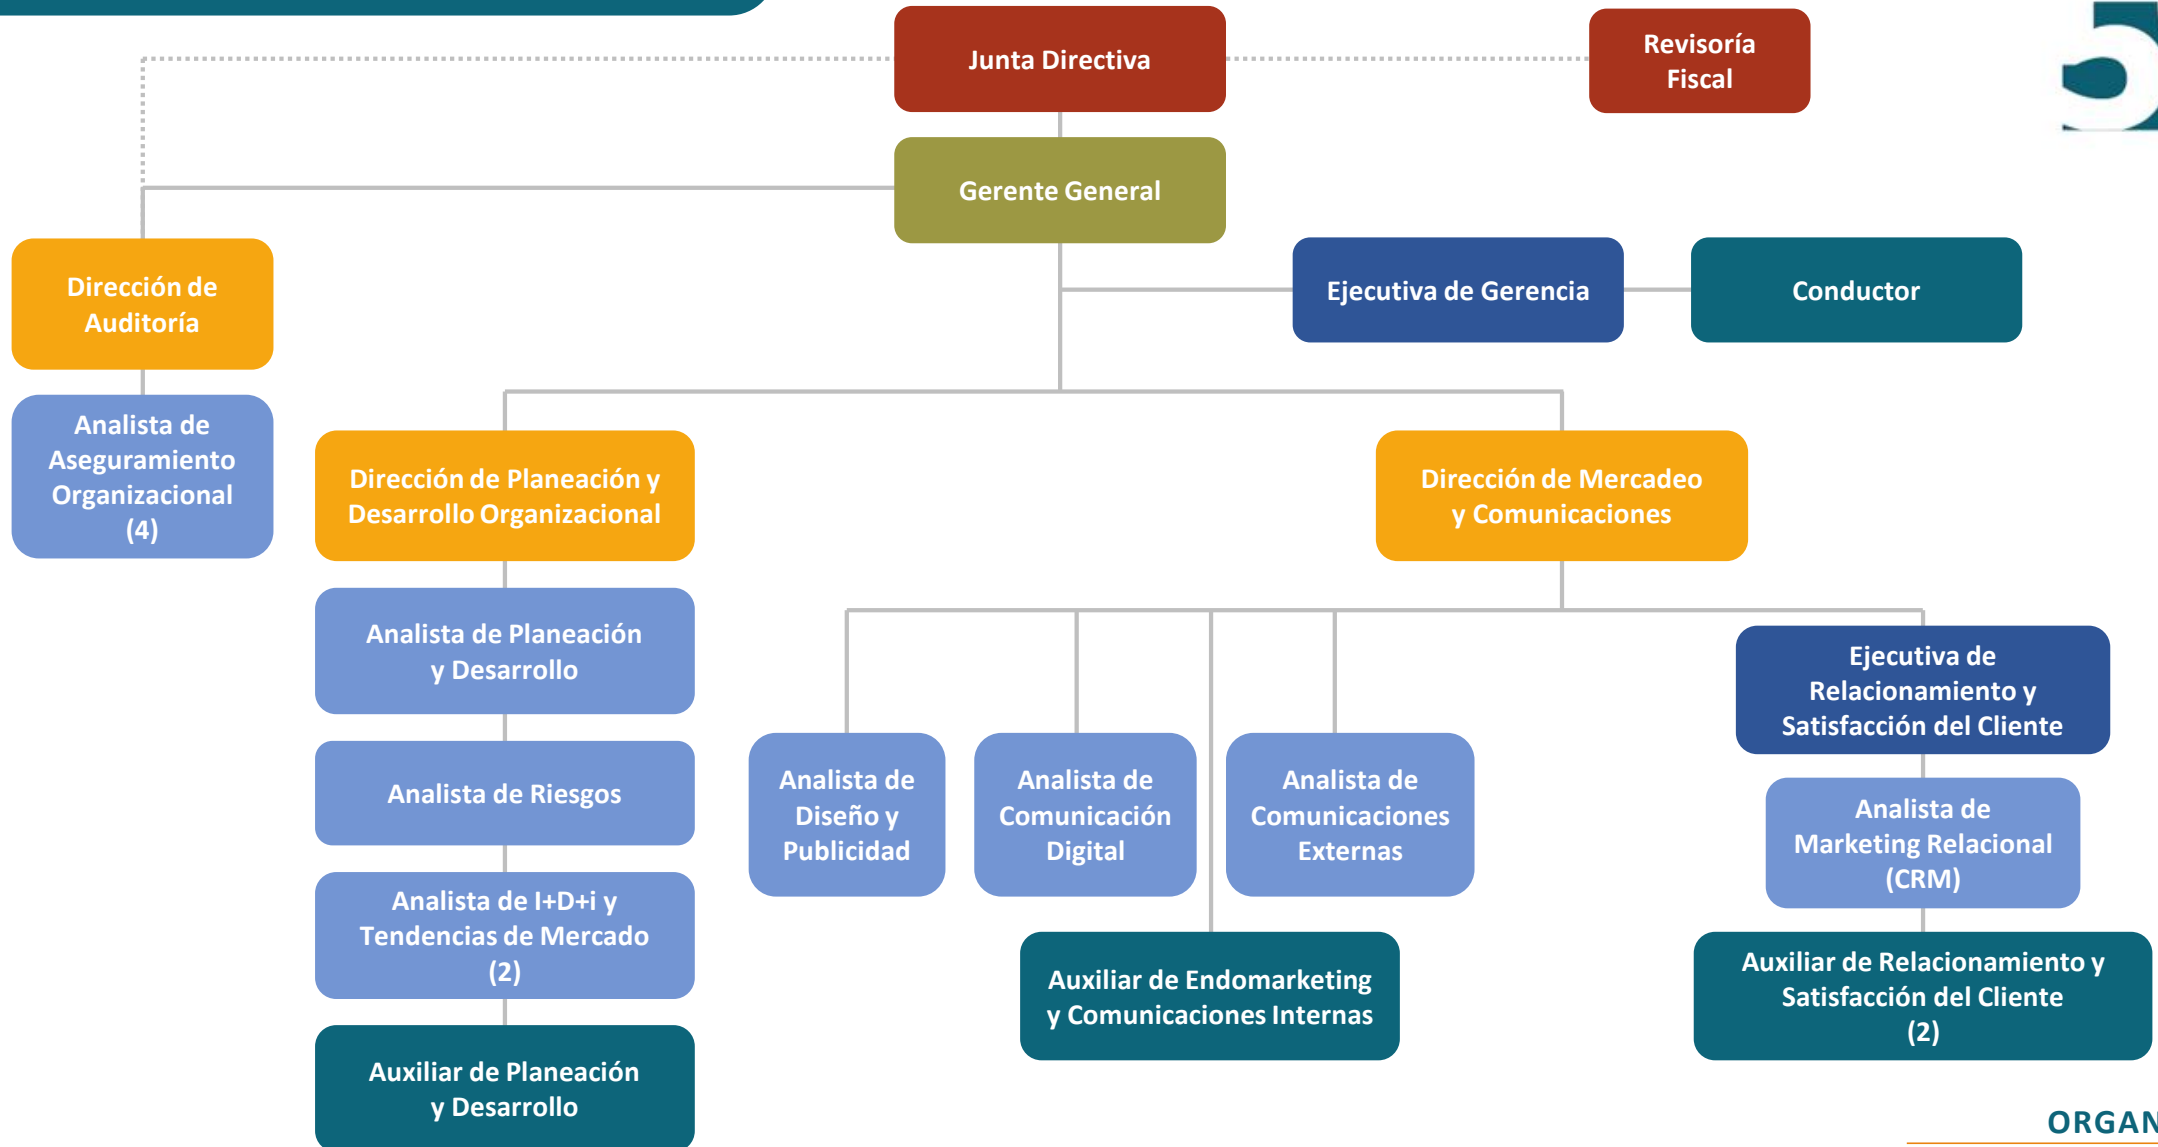 Junta Directiva
Revisoría
Fiscal
Gerente General
Dirección de
Auditoría
Ejecutiva de Gerencia
Conductor
Analista de
Aseguramiento
Organizacional
(4)
Dirección de Planeación y
Desarrollo Organizacional
Dirección de Mercadeo
y Comunicaciones
Analista de Planeación
y Desarrollo
Analista de Riesgos
Analista de I+D+i y
Tendencias de Mercado
(2)
Auxiliar de Planeación
y Desarrollo
Analista de
Diseño y
Publicidad
Analista de
Comunicación
Digital
Analista de
Comunicaciones
Externas
Auxiliar de Endomarketing
y Comunicaciones Internas
Ejecutiva de
Relacionamiento y
Satisfacción del Cliente
Analista de
Marketing Relacional
(CRM)
Auxiliar de Relacionamiento y
Satisfacción del Cliente
(2)
ORGAN